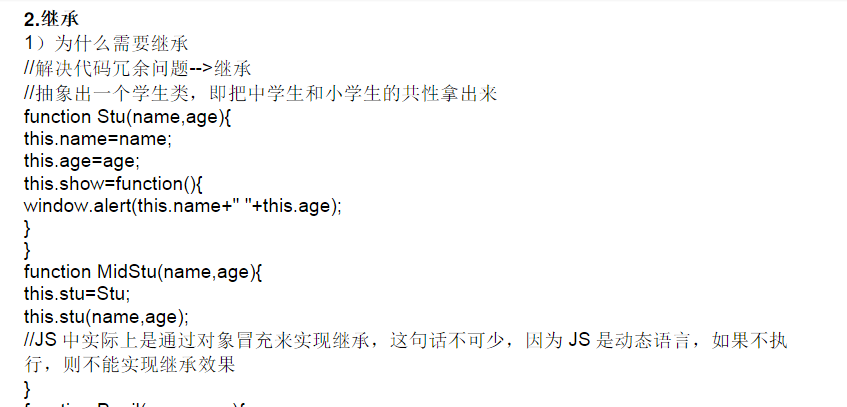 2.继承
1）为什么需要继承
//解决代码冗余问题-->继承
//抽象出一个学生类，即把中学生和小学生的共性拿出来
function Stu(name,age){
this.name=name;
this.age=age;
this.show=function(){
window.alert(this.name+" "+this.age);
}
}
function MidStu(name,age){
this.stu=Stu;
this.stu(name,age);
//JS 中实际上是通过对象冒充来实现继承，这句话不可少，因为 JS 是动态语言，如果不执
行，则不能实现继承效果
}